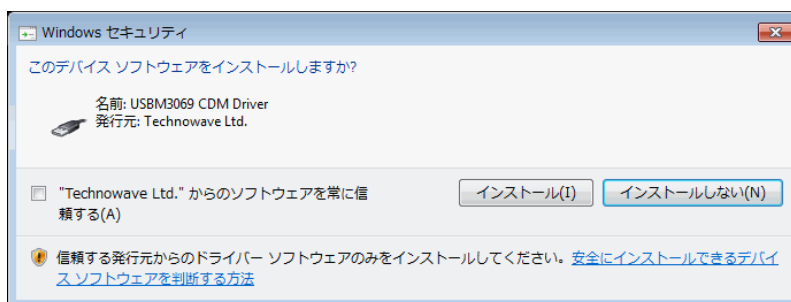 Windows セキュリティ
このデバイス ソフトウェアをインストールしますか?
名前: USBM3069 CDM Driver
発行元: Technowave Ltd.
"Technowave Ltd." からのソフトウェアを常に信
頼する(A)
インストール(I)
インストールしない(N)
信頼する発行元からのドライバー ソフトウェアのみをインストールしてください。安全にインストールできるデバイ
ス ソフトウェアを判断する方法